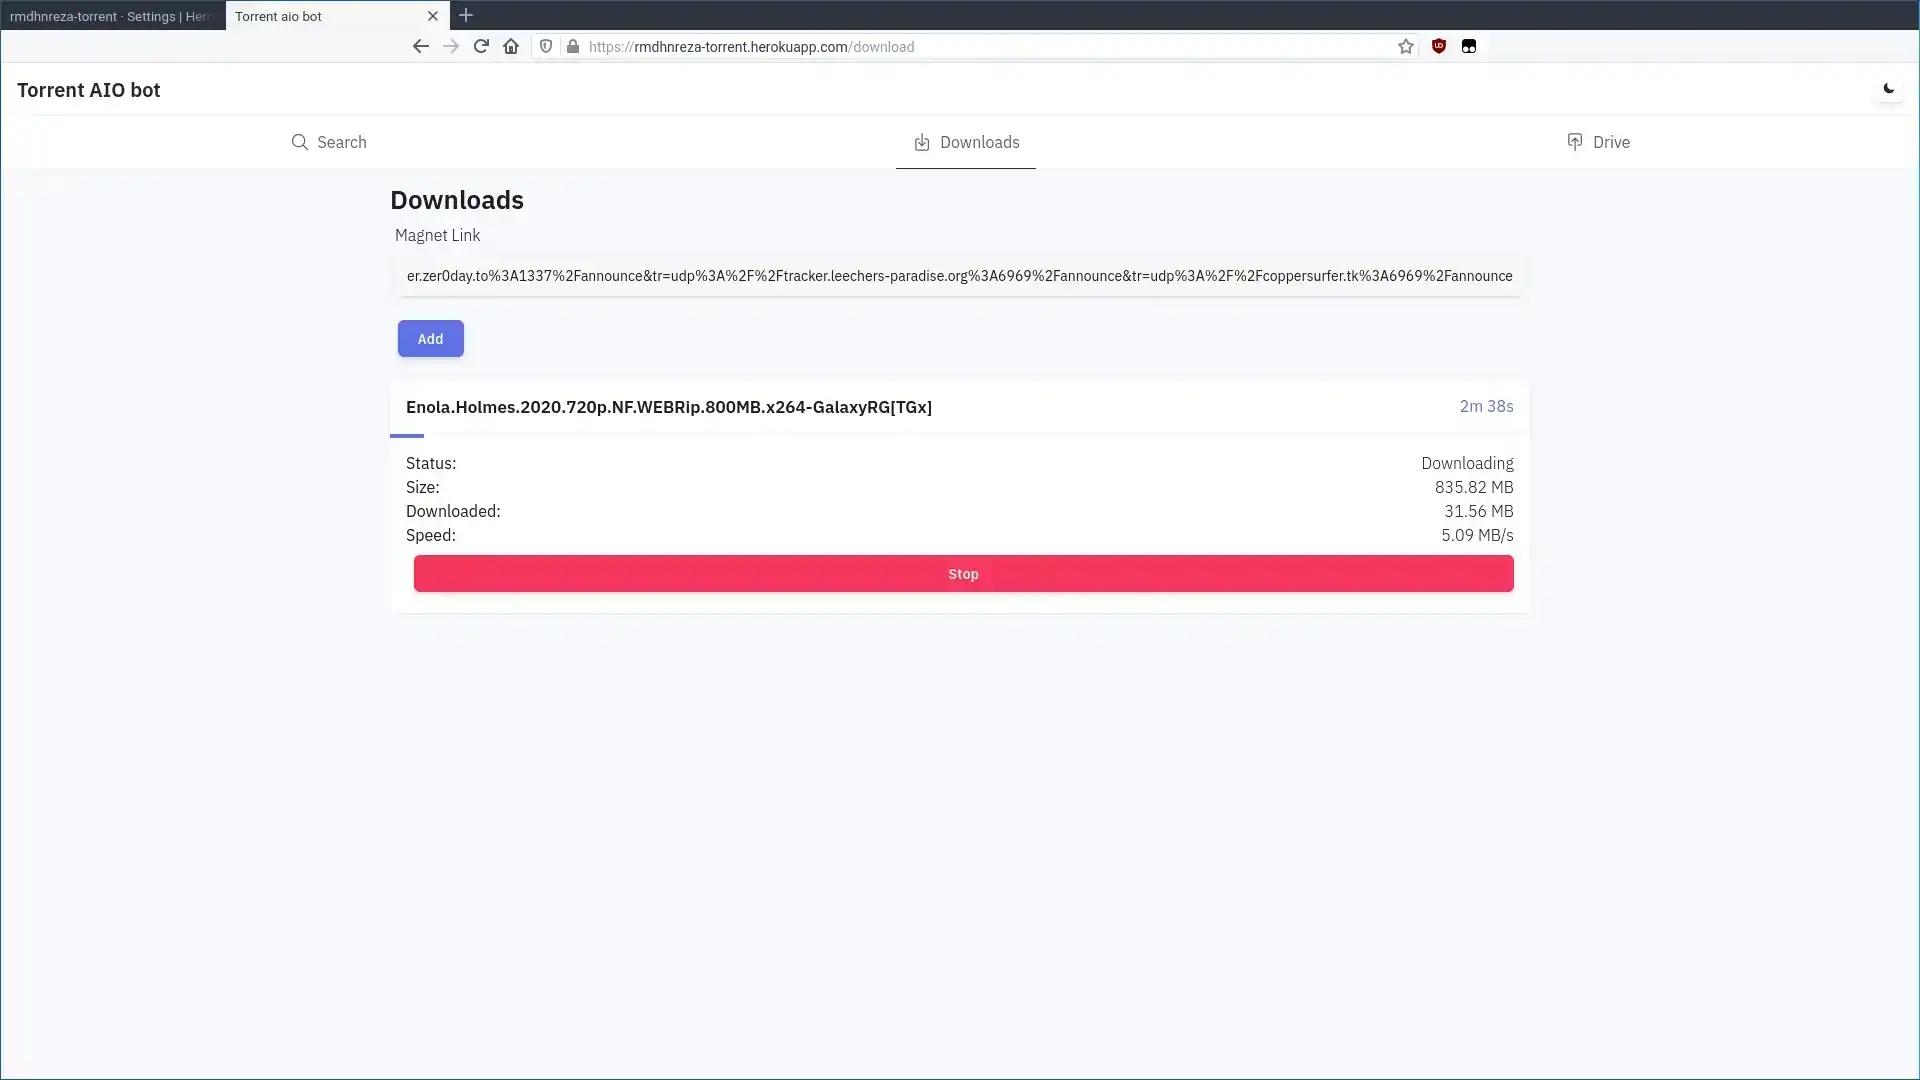 rmdhnreza-torrent · Settings | Her
Torrent aio bot
https://rmdhnreza-torrent.herokuapp.com/download
Torrent AIO bot
Search
Downloads
Drive
Downloads
Magnet Link
er.zer0day.to%3A1337%2Fannounce&tr=udp%3A%2F%2Ftracker.leechers-paradise.org%3A6969%2Fannounce&tr=udp%3A%2F%2Fcoppersurfer.tk%3A6969%2Fannounce
Add
Enola.Holmes.2020.720p.NF.WEBRip.800MB.x264-GalaxyRG[TGx]
2m 38s
Status: Downloading
Size: 835.82 MB
Downloaded: 31.56 MB
Speed: 5.09 MB/s
Stop